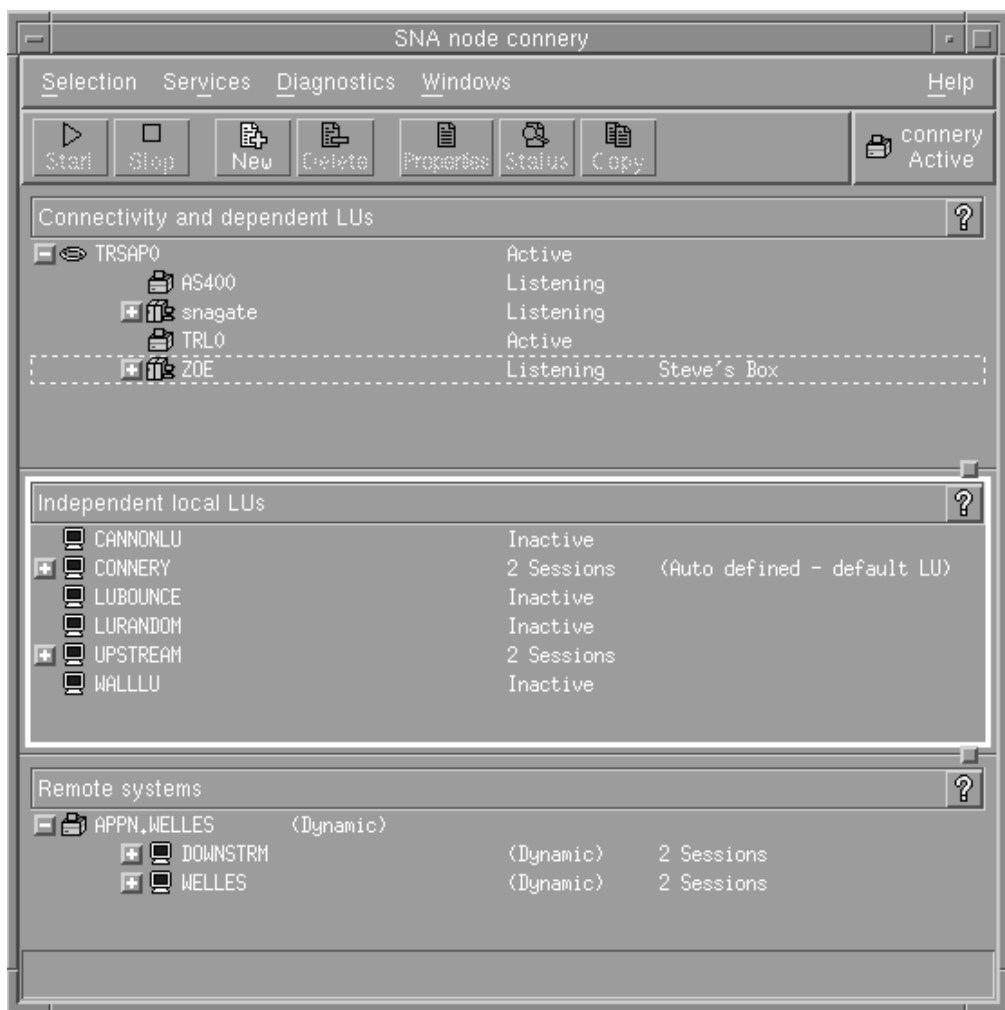 SNA node connery
Selection Services Diagnostics Windows Help
Start Stop New Delete Properties Status Copy connery Active
Connectivity and dependent LUs ?
TRSAP0 Active
AS400 Listening
snagate Listening
TRL0 Active
ZOE Listening Steve's Box
Independent local LUs ?
CANNONLU Inactive
CONNERY 2 Sessions (Auto defined - default LU)
LUBOUNCE Inactive
LURANDOM Inactive
UPSTREAM 2 Sessions
WALLLU Inactive
Remote systems ?
APPN.WELLES (Dynamic)
DOWNSTRM (Dynamic) 2 Sessions
WELLES (Dynamic) 2 Sessions